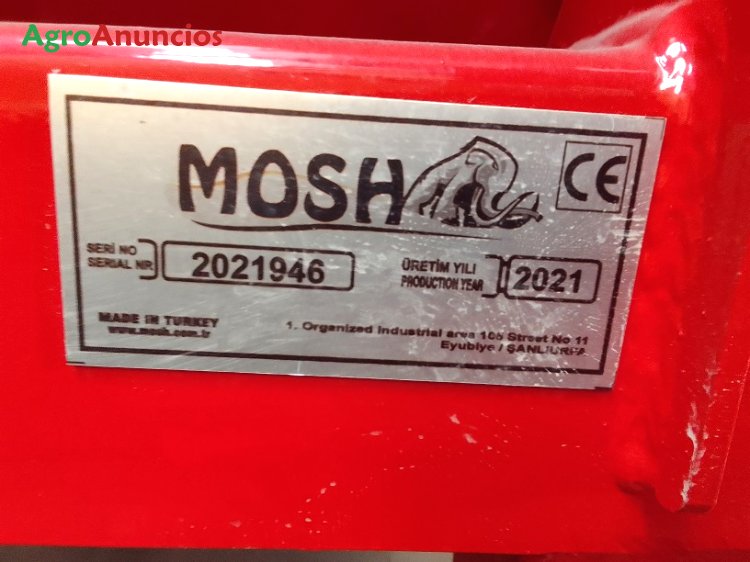 AgroAnuncios
MOSH
CE
SERİ NO
SERIAL NR
2021946
ÜRETİM YILI
PRODUCTION YEAR
2021
MADE IN TURKEY
www.mosh.com.tr
1. Organized Industrial area 105 Street No 11
Eyubiye / ŞANLIURFA